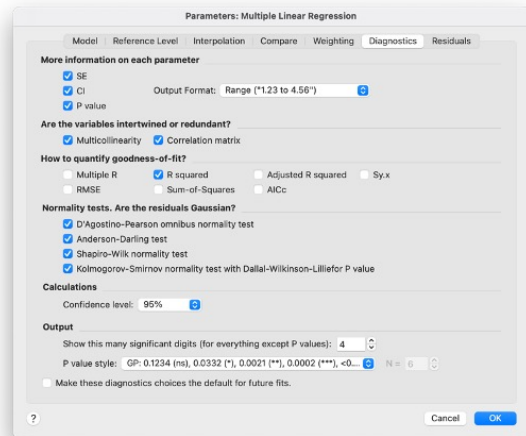 Parameters: Multiple Linear Regression
Model Reference Level Interpolation Compare Weighting Diagnostics Residuals
More information on each parameter
SE
CI Output Format: Range ("1.23 to 4.56")
P value
Are the variables intertwined or redundant?
Multicollinearity Correlation matrix
How to quantify goodness-of-fit?
Multiple R R squared Adjusted R squared Sy.x
RMSE Sum-of-Squares AICc
Normality tests. Are the residuals Gaussian?
D'Agostino-Pearson omnibus normality test
Anderson-Darling test
Shapiro-Wilk normality test
Kolmogorov-Smirnov normality test with Dallal-Wilkinson-Lilliefor P value
Calculations
Confidence level: 95%
Output
Show this many significant digits (for everything except P values): 4
P value style: GP: 0.1234 (ns), 0.0332 (*), 0.0021 (**), 0.0002 (***), <0.... N = 6
Make these diagnostics choices the default for future fits.
? Cancel OK